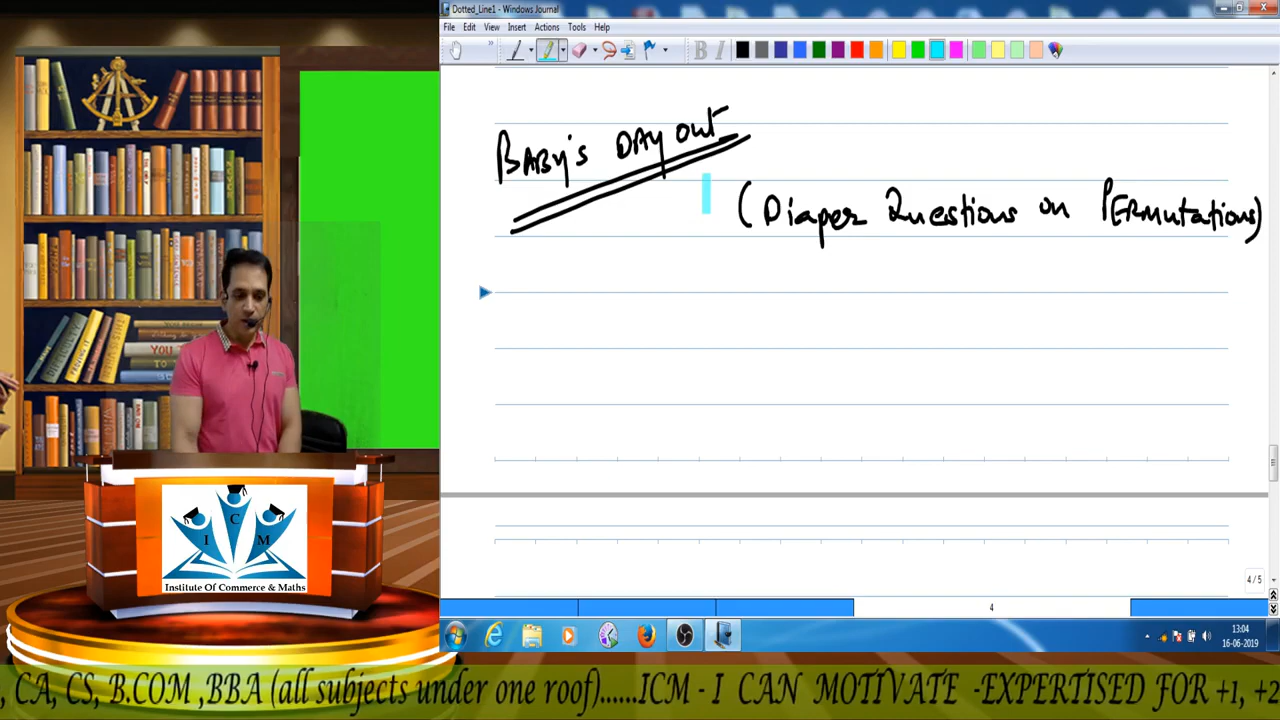 Dotted_Line1 - Windows Journal
File Edit View Insert Actions Tools Help
B I
BABY'S DAY OUT
(Diaper Questions on PERMutations)
4/5
4
13:04
16-06-2019
I C M
Institute Of Commerce & Maths
, CA, CS, B.COM ,BBA (all subjects under one roof)......ICM - I CAN MOTIVATE -EXPERTISED FOR +1, +2